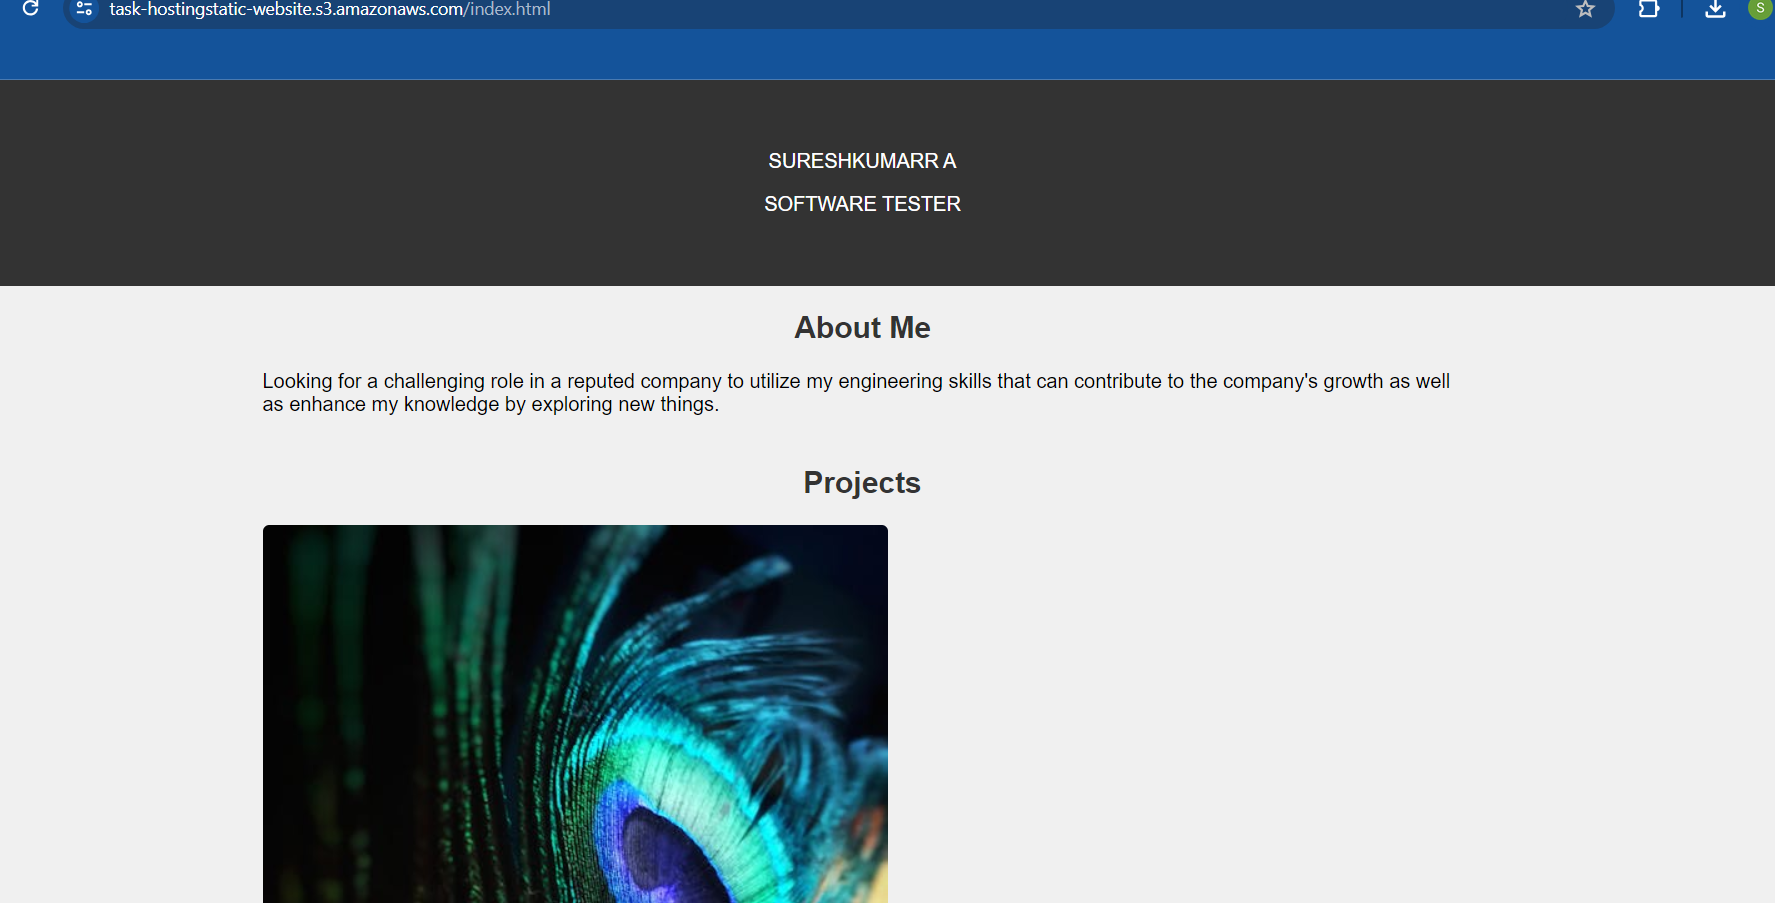 task-hostingstatic-website.s3.amazonaws.com/index.html
S
SURESHKUMARR A
SOFTWARE TESTER
About Me
Looking for a challenging role in a reputed company to utilize my engineering skills that can contribute to the company's growth as well
as enhance my knowledge by exploring new things.
Projects